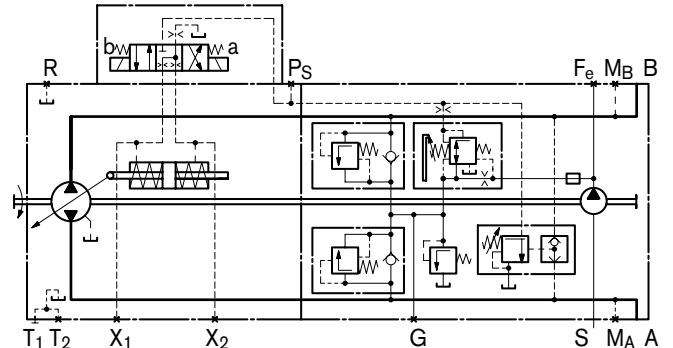 b a
R P_S F_e M_B B
T_1 T_2 X_1 X_2 G S M_A A